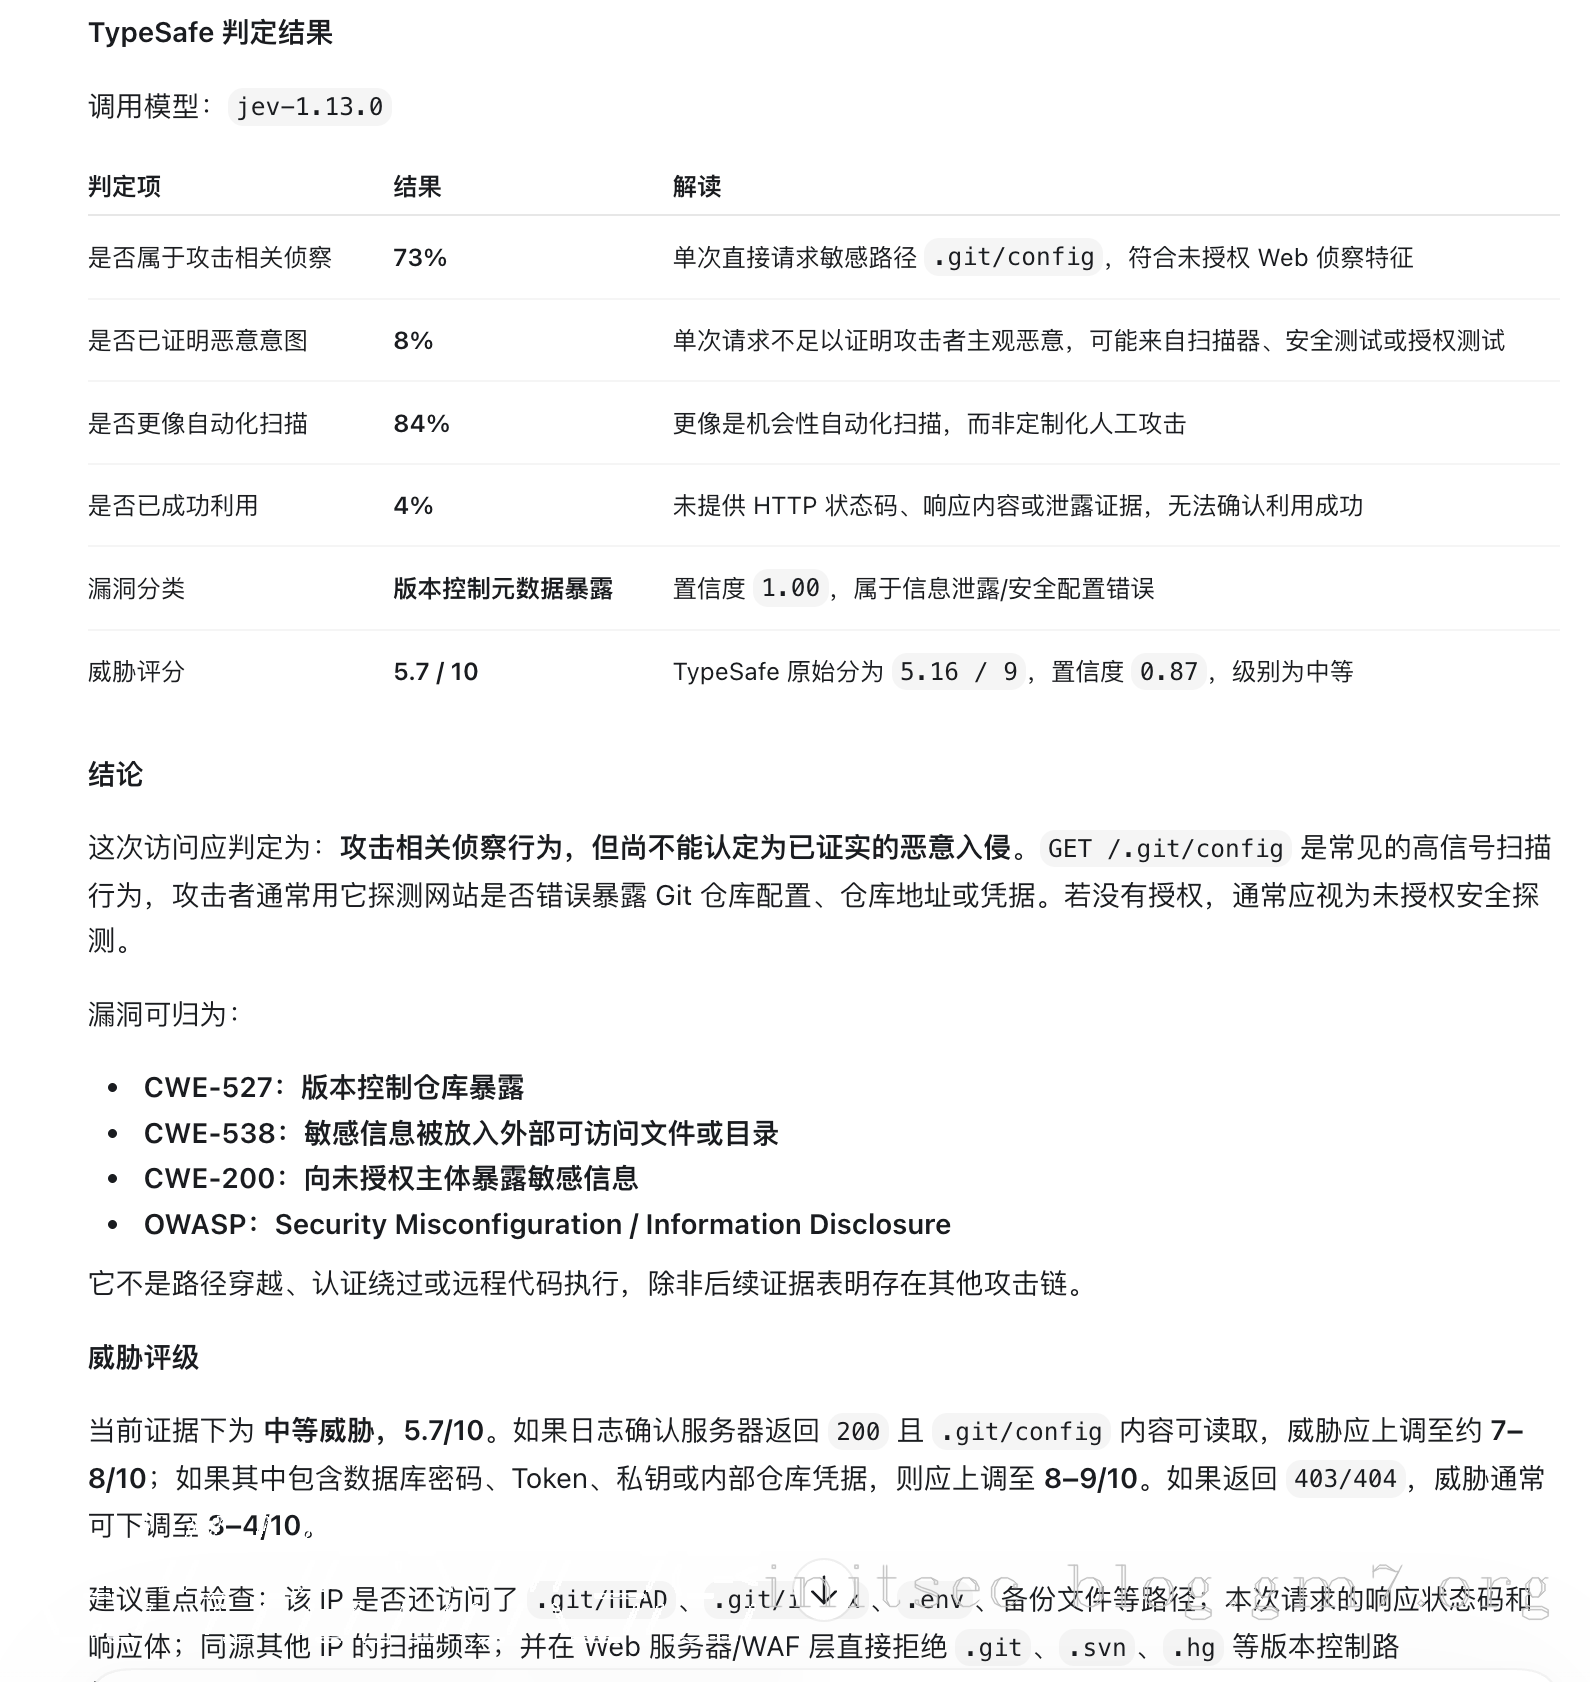 TypeSafe 判定结果
调用模型： jev-1.13.0
判定项 结果 解读
是否属于攻击相关侦察 73% 单次直接请求敏感路径 .git/config，符合未授权 Web 侦察特征
是否已证明恶意意图 8% 单次请求不足以证明攻击者主观恶意，可能来自扫描器、安全测试或授权测试
是否更像自动化扫描 84% 更像是机会性自动化扫描，而非定制化人工攻击
是否已成功利用 4% 未提供 HTTP 状态码、响应内容或泄露证据，无法确认利用成功
漏洞分类 版本控制元数据暴露 置信度 1.00，属于信息泄露/安全配置错误
威胁评分 5.7 / 10 TypeSafe 原始分为 5.16 / 9，置信度 0.87，级别为中等
结论
这次访问应判定为：攻击相关侦察行为，但尚不能认定为已证实的恶意入侵。 GET /.git/config 是常见的高信号扫描
行为，攻击者通常用它探测网站是否错误暴露 Git 仓库配置、仓库地址或凭据。若没有授权，通常应视为未授权安全探
测。
漏洞可归为：
• CWE-527：版本控制仓库暴露
• CWE-538：敏感信息被放入外部可访问文件或目录
• CWE-200：向未授权主体暴露敏感信息
• OWASP：Security Misconfiguration / Information Disclosure
它不是路径穿越、认证绕过或远程代码执行，除非后续证据表明存在其他攻击链。
威胁评级
当前证据下为 中等威胁，5.7/10。如果日志确认服务器返回 200 且 .git/config 内容可读取，威胁应上调至约 7–
8/10；如果其中包含数据库密码、Token、私钥或内部仓库凭据，则应上调至 8–9/10。如果返回 403/404，威胁通常
可下调至 3–4/10。
建议重点检查：该 IP 是否还访问了 .git/HEAD、 .env、备份文件等路径；本次请求的响应状态码和
响应体；同源其他 IP 的扫描频率；并在 Web 服务器/WAF 层直接拒绝 .git、.svn、.hg 等版本控制路
initsec blog gm7.org